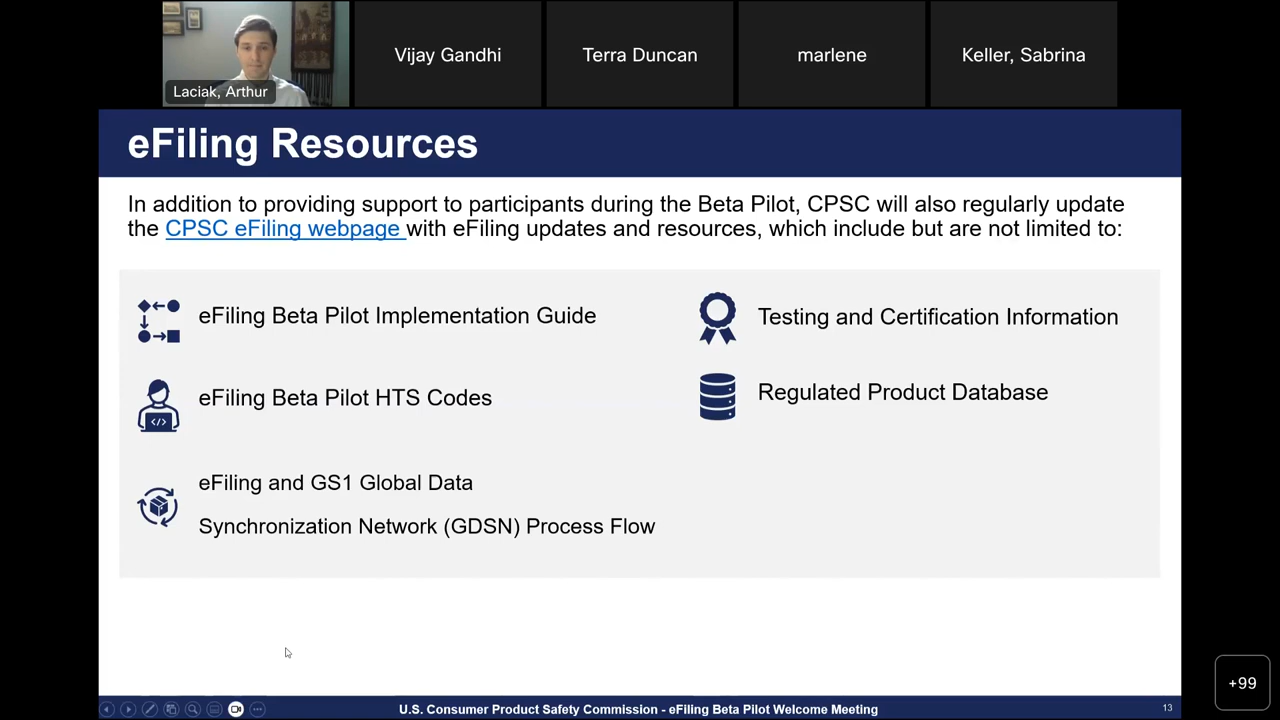 Laciak, Arthur
Vijay Gandhi
Terra Duncan
marlene
Keller, Sabrina
eFiling Resources
In addition to providing support to participants during the Beta Pilot, CPSC will also regularly update
the CPSC eFiling webpage with eFiling updates and resources, which include but are not limited to:
eFiling Beta Pilot Implementation Guide
eFiling Beta Pilot HTS Codes
eFiling and GS1 Global Data
Synchronization Network (GDSN) Process Flow
Testing and Certification Information
Regulated Product Database
U.S. Consumer Product Safety Commission - eFiling Beta Pilot Welcome Meeting
13
+99